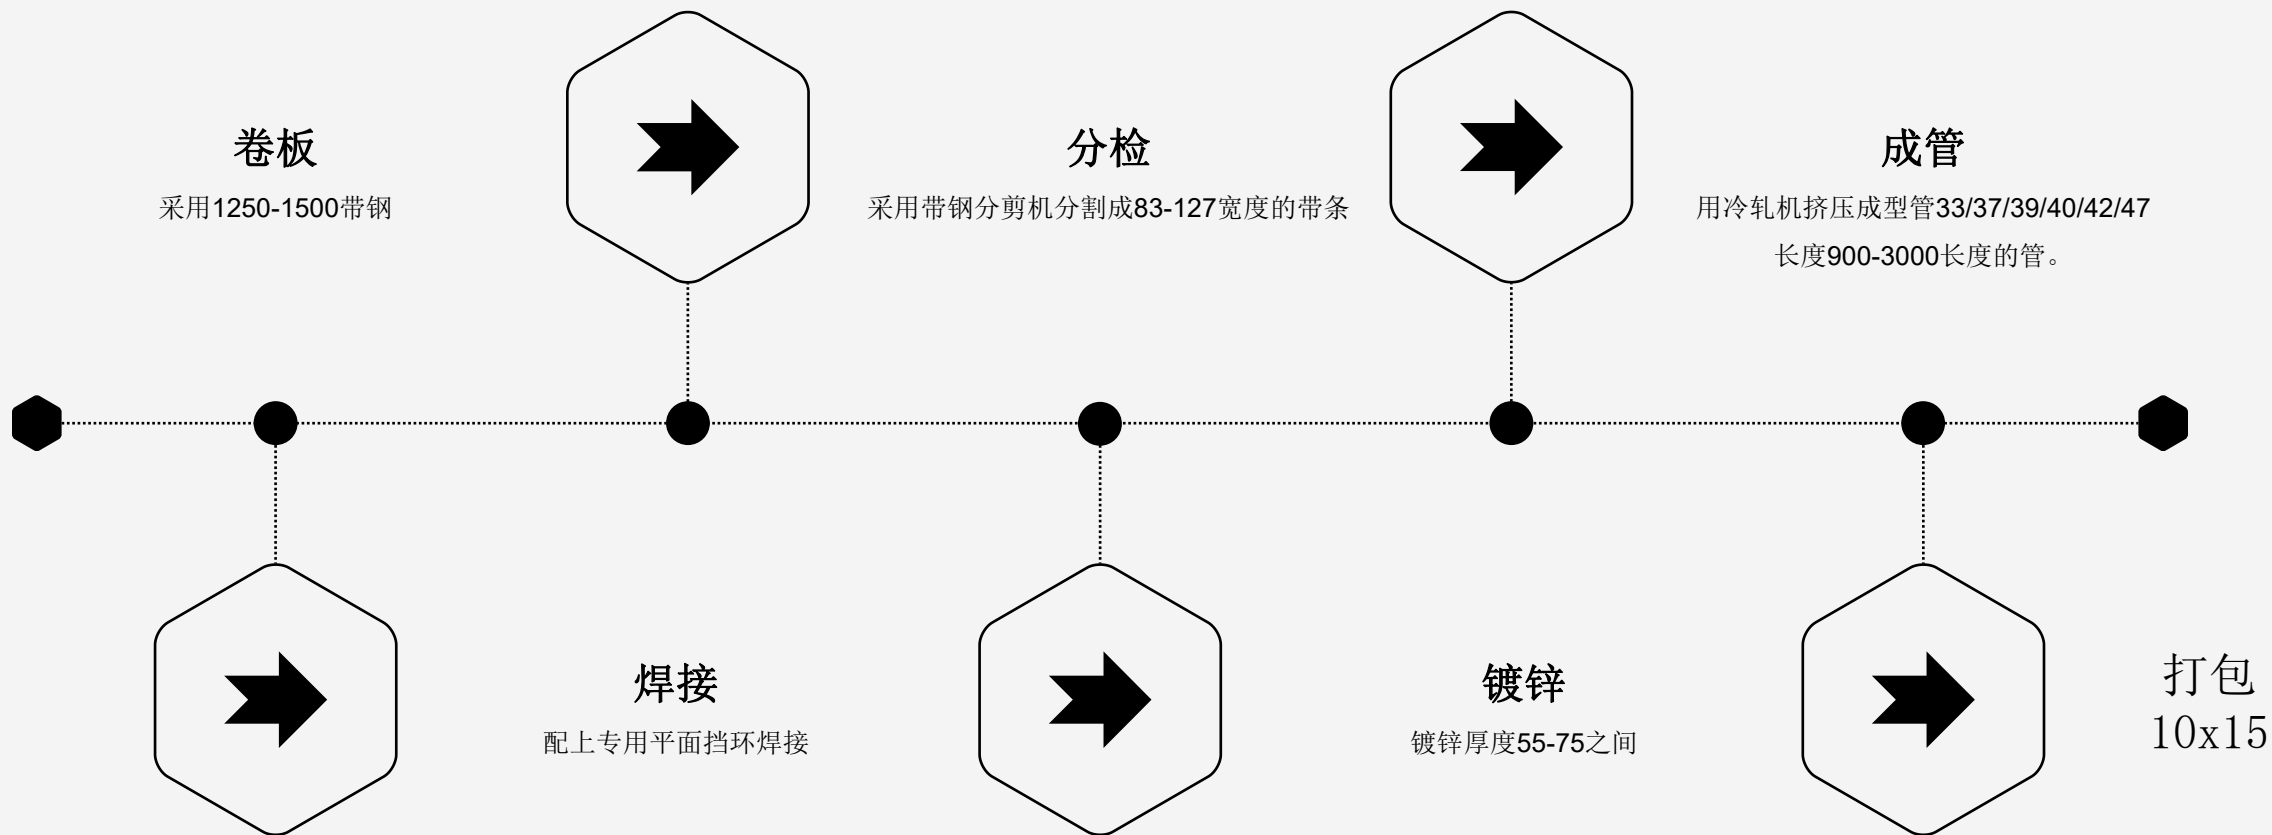 卷板
采用1250-1500带钢
分检
采用带钢分剪机分割成83-127宽度的带条
成管
用冷轧机挤压成型管33/37/39/40/42/47
长度900-3000长度的管。
焊接
配上专用平面挡环焊接
镀锌
镀锌厚度55-75之间
打包
10x15